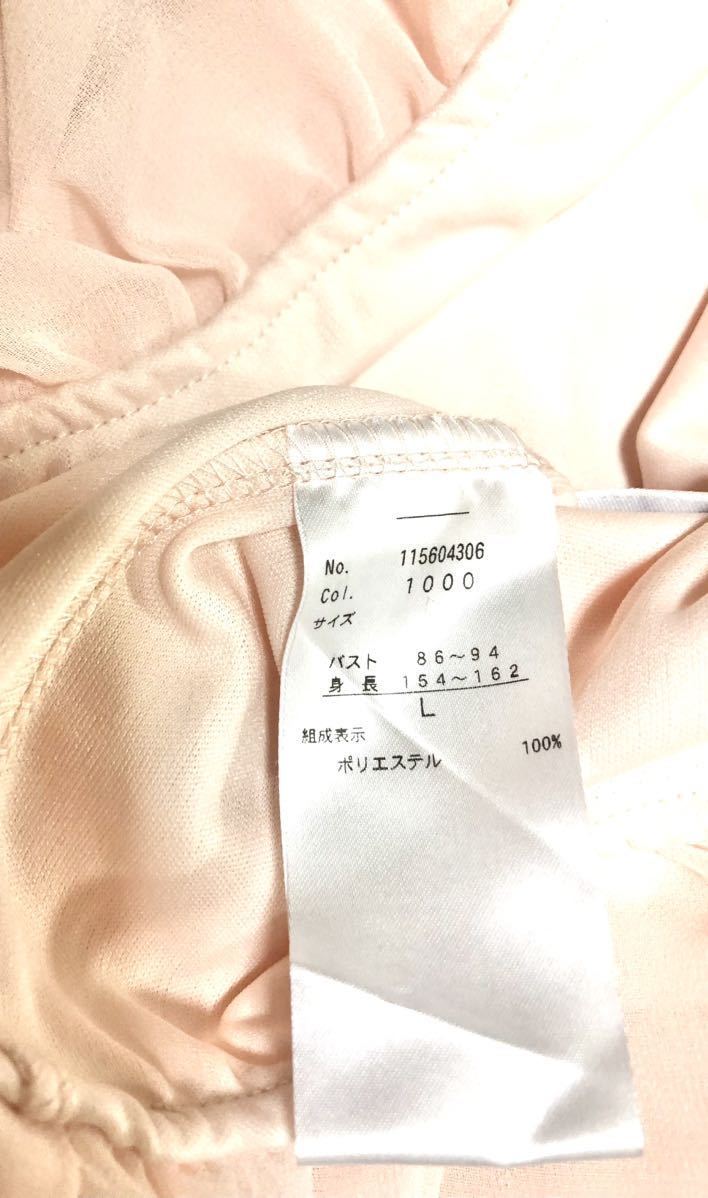 No. 115604306
Col. 1000
サイズ
バスト 86～94
身長 154～162
L
組成表示
ポリエステル 100%